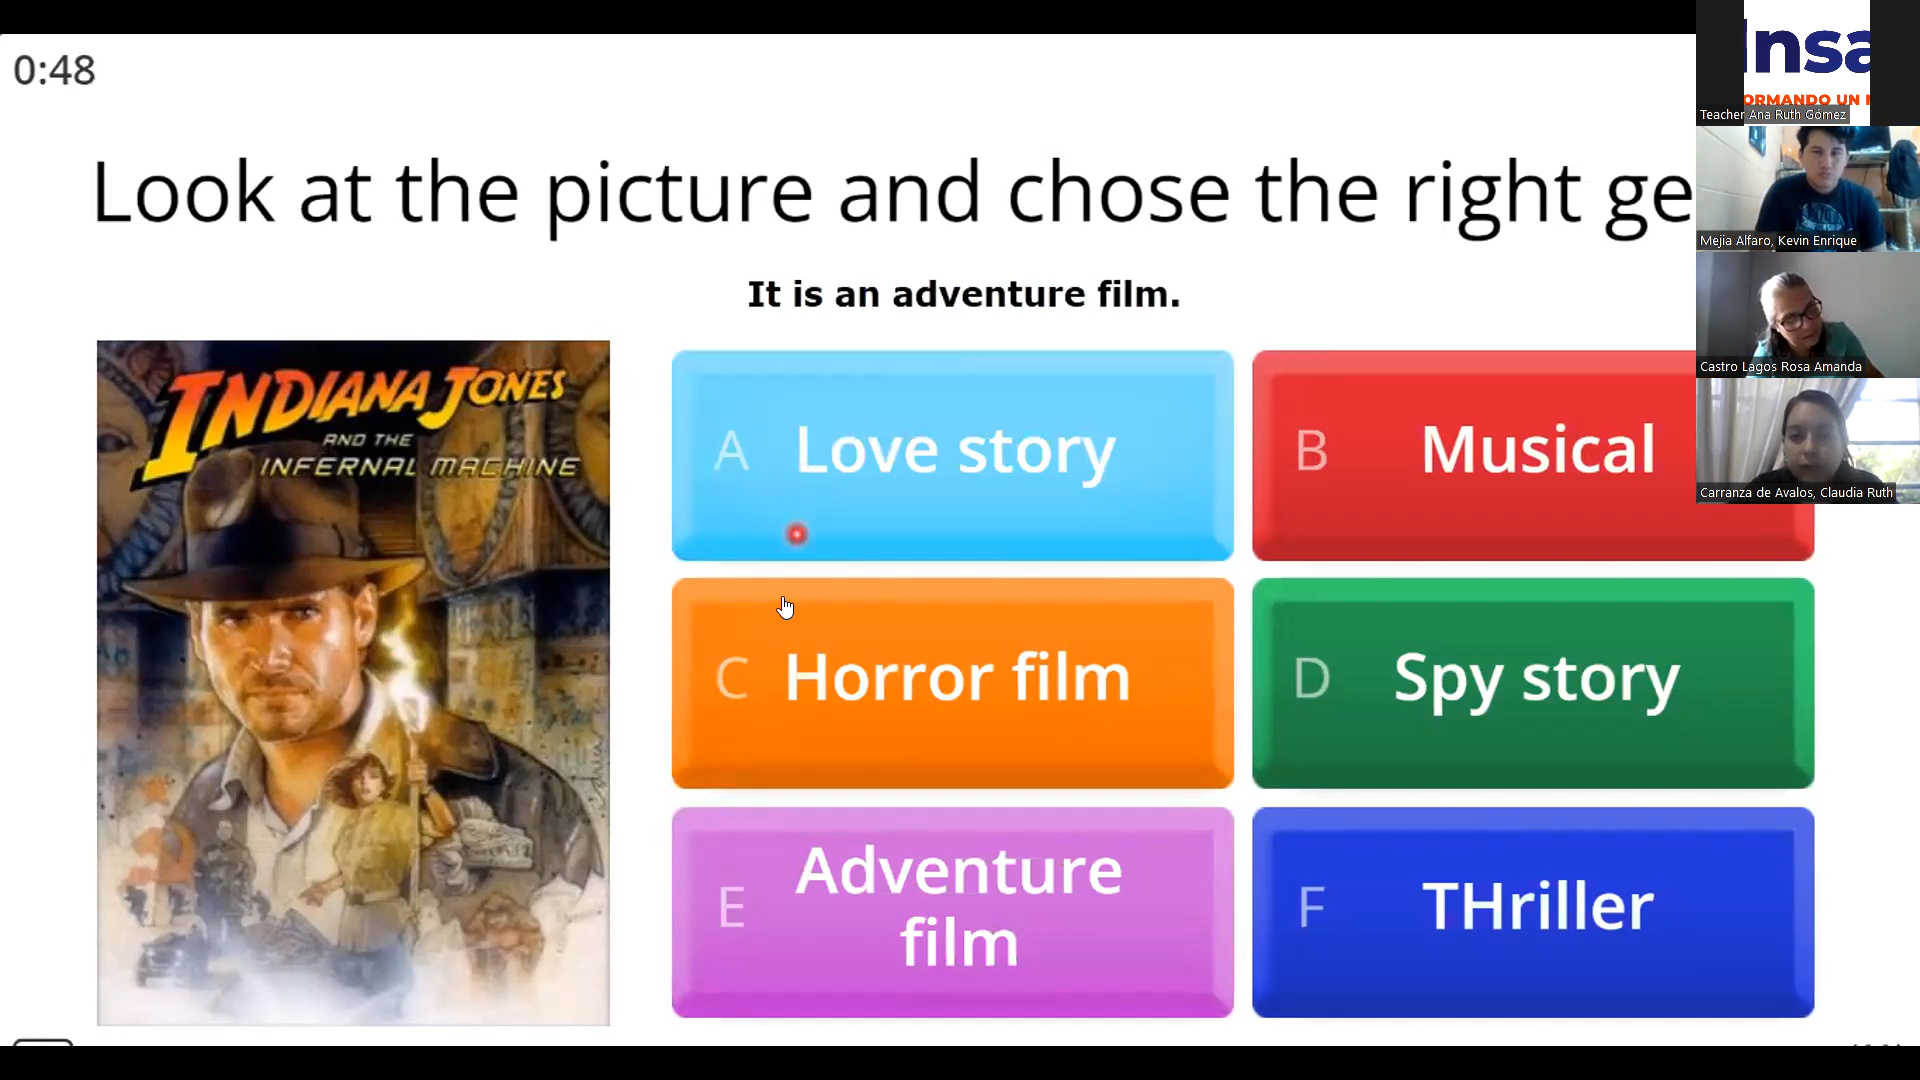 0:48
Look at the picture and chose the right ge
It is an adventure film.
INDIANA JONES
AND THE
INFERNAL MACHINE
A Love story
B Musical
C Horror film
D Spy story
E Adventure
film
F THriller
Insa
ORMANDO UN
Teacher Ana Ruth Gómez
Mejia Alfaro, Kevin Enrique
Castro Lagos Rosa Amanda
Carranza de Avalos, Claudia Ruth